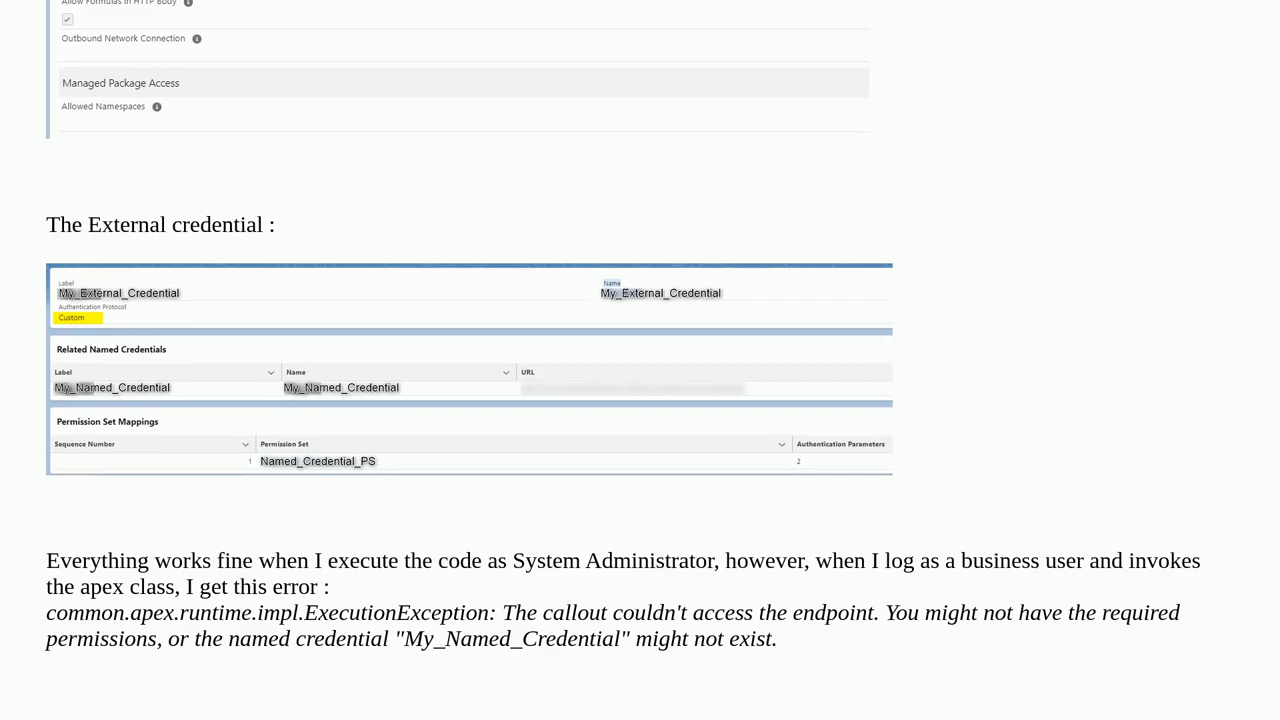 Allow Formulas in HTTP Body
Outbound Network Connection
Managed Package Access
Allowed Namespaces
The External credential :
Label
Name
My_External_Credential
My_External_Credential
Authentication Protocol
Custom
Related Named Credentials
Label
Name
URL
My_Named_Credential
My_Named_Credential
Permission Set Mappings
Sequence Number
Permission Set
Authentication Parameters
1
Named_Credential_PS
2
Everything works fine when I execute the code as System Administrator, however, when I log as a business user and invokes
the apex class, I get this error :
common.apex.runtime.impl.ExecutionException: The callout couldn't access the endpoint. You might not have the required
permissions, or the named credential "My_Named_Credential" might not exist.